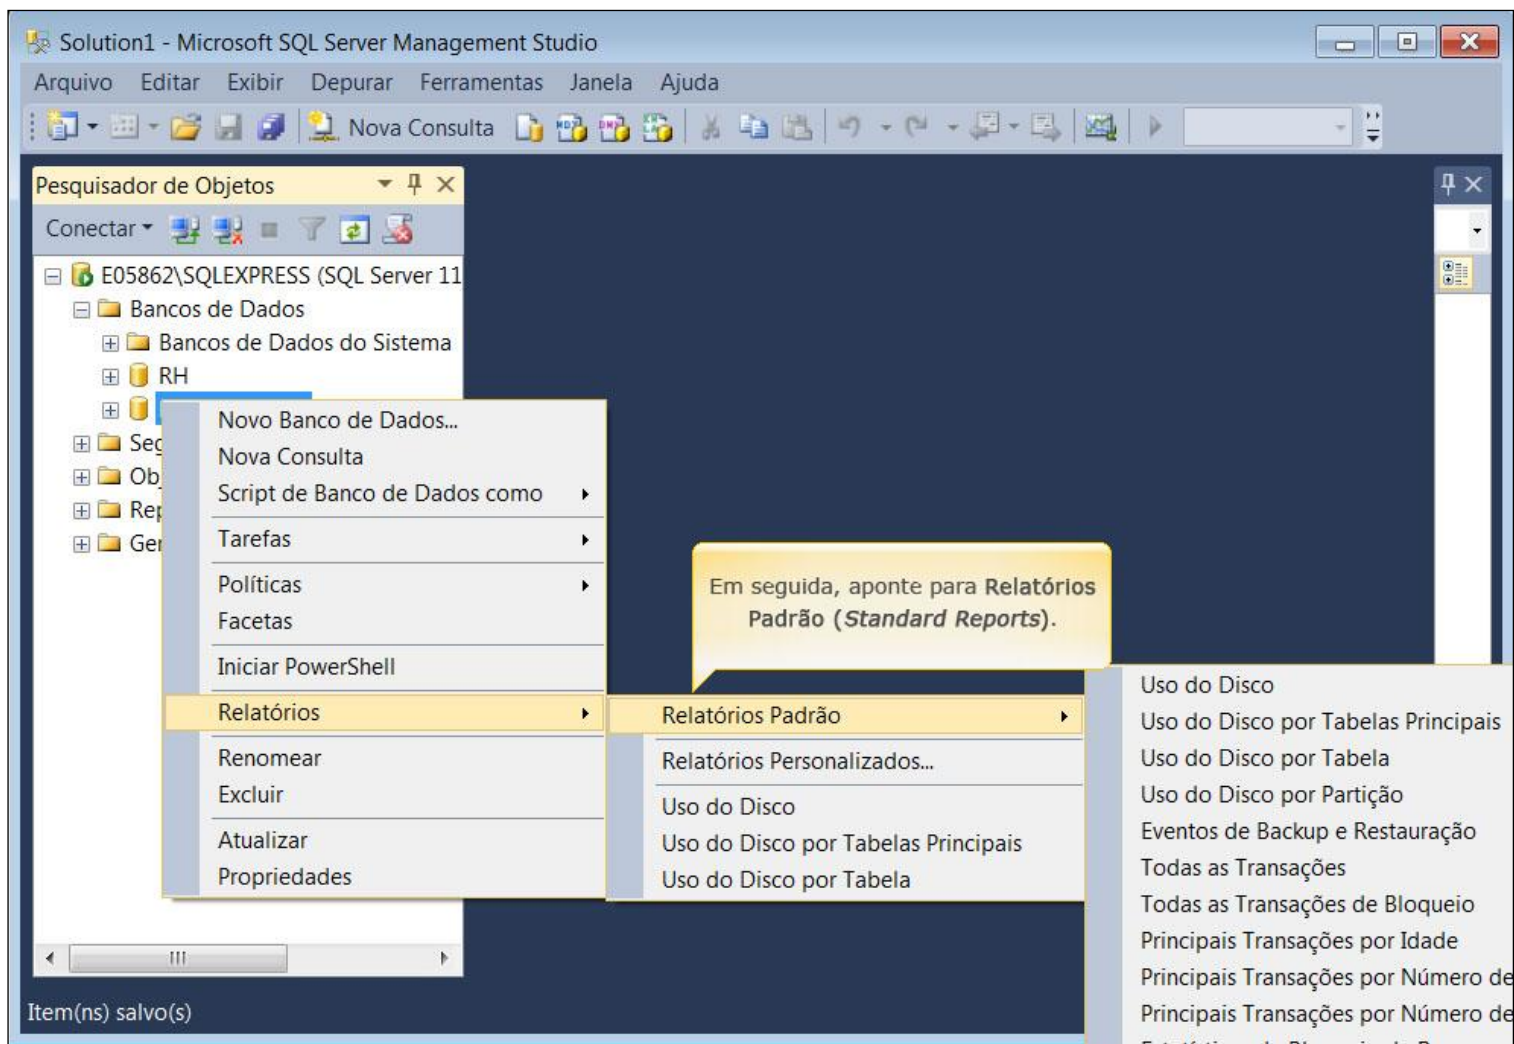 Solution1 - Microsoft SQL Server Management Studio
Arquivo Editar Exibir Depurar Ferramentas Janela Ajuda
Nova Consulta
Pesquisador de Objetos
Conectar
E05862\SQLEXPRESS (SQL Server 11
Bancos de Dados
Bancos de Dados do Sistema
RH
Seg
Obj
Rep
Ger
Novo Banco de Dados...
Nova Consulta
Script de Banco de Dados como
Tarefas
Políticas
Facetas
Iniciar PowerShell
Relatórios
Renomear
Excluir
Atualizar
Propriedades
Em seguida, aponte para Relatórios
Padrão (Standard Reports).
Relatórios Padrão
Relatórios Personalizados...
Uso do Disco
Uso do Disco por Tabelas Principais
Uso do Disco por Tabela
Uso do Disco
Uso do Disco por Tabelas Principais
Uso do Disco por Tabela
Uso do Disco por Partição
Eventos de Backup e Restauração
Todas as Transações
Todas as Transações de Bloqueio
Principais Transações por Idade
Principais Transações por Número de
Principais Transações por Número de
Item(ns) salvo(s)